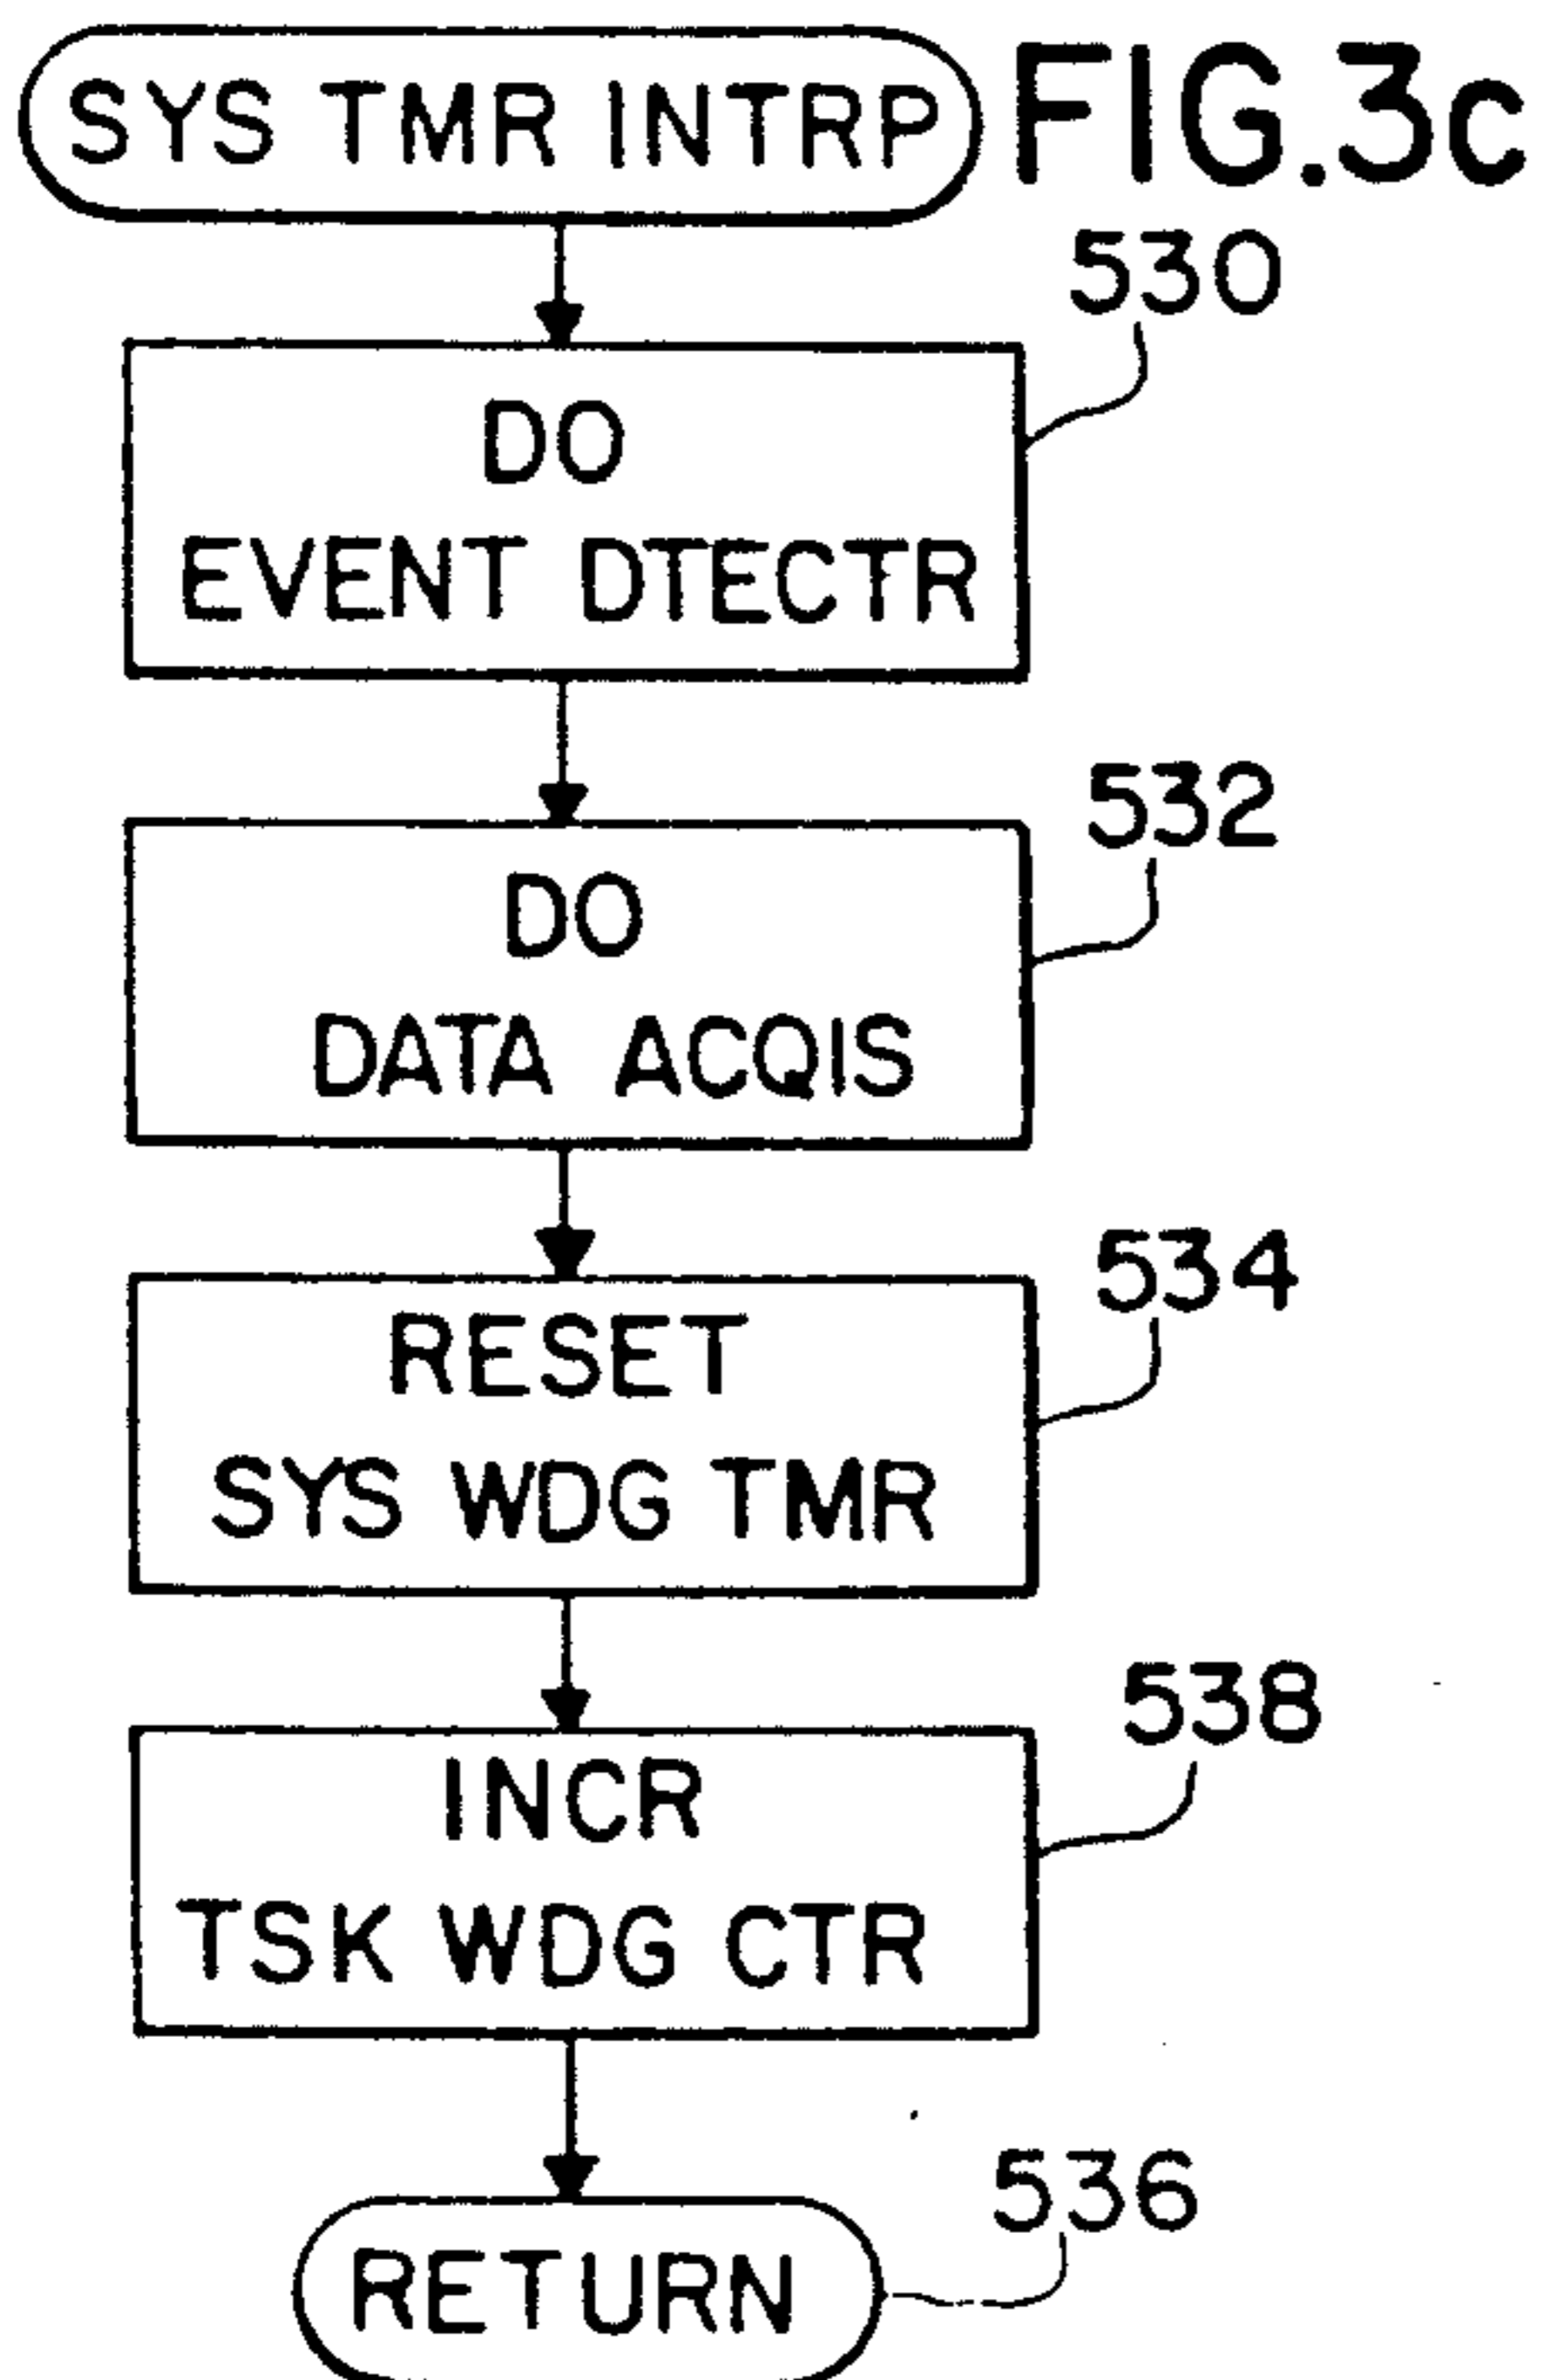 SYS TMR INTRP
FIG.3c
530
DO
EVENT DTECTR
532
DO
DATA ACQIS
534
RESET
SYS WDG TMR
538
INCR
TSK WDG CTR
536
RETURN